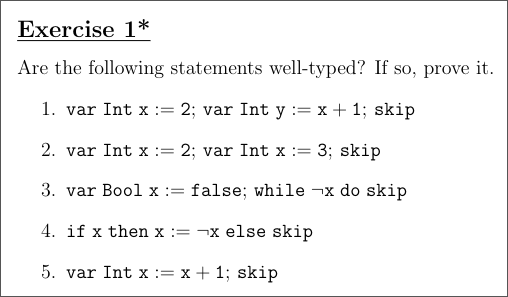 Exercise 1*
Are the following statements well-typed? If so, prove it.
1. var Int x := 2; var Int y := x + 1; skip
2. var Int x := 2; var Int x := 3; skip
3. var Bool x := false; while ¬x do skip
4. if x then x := ¬x else skip
5. var Int x := x + 1; skip